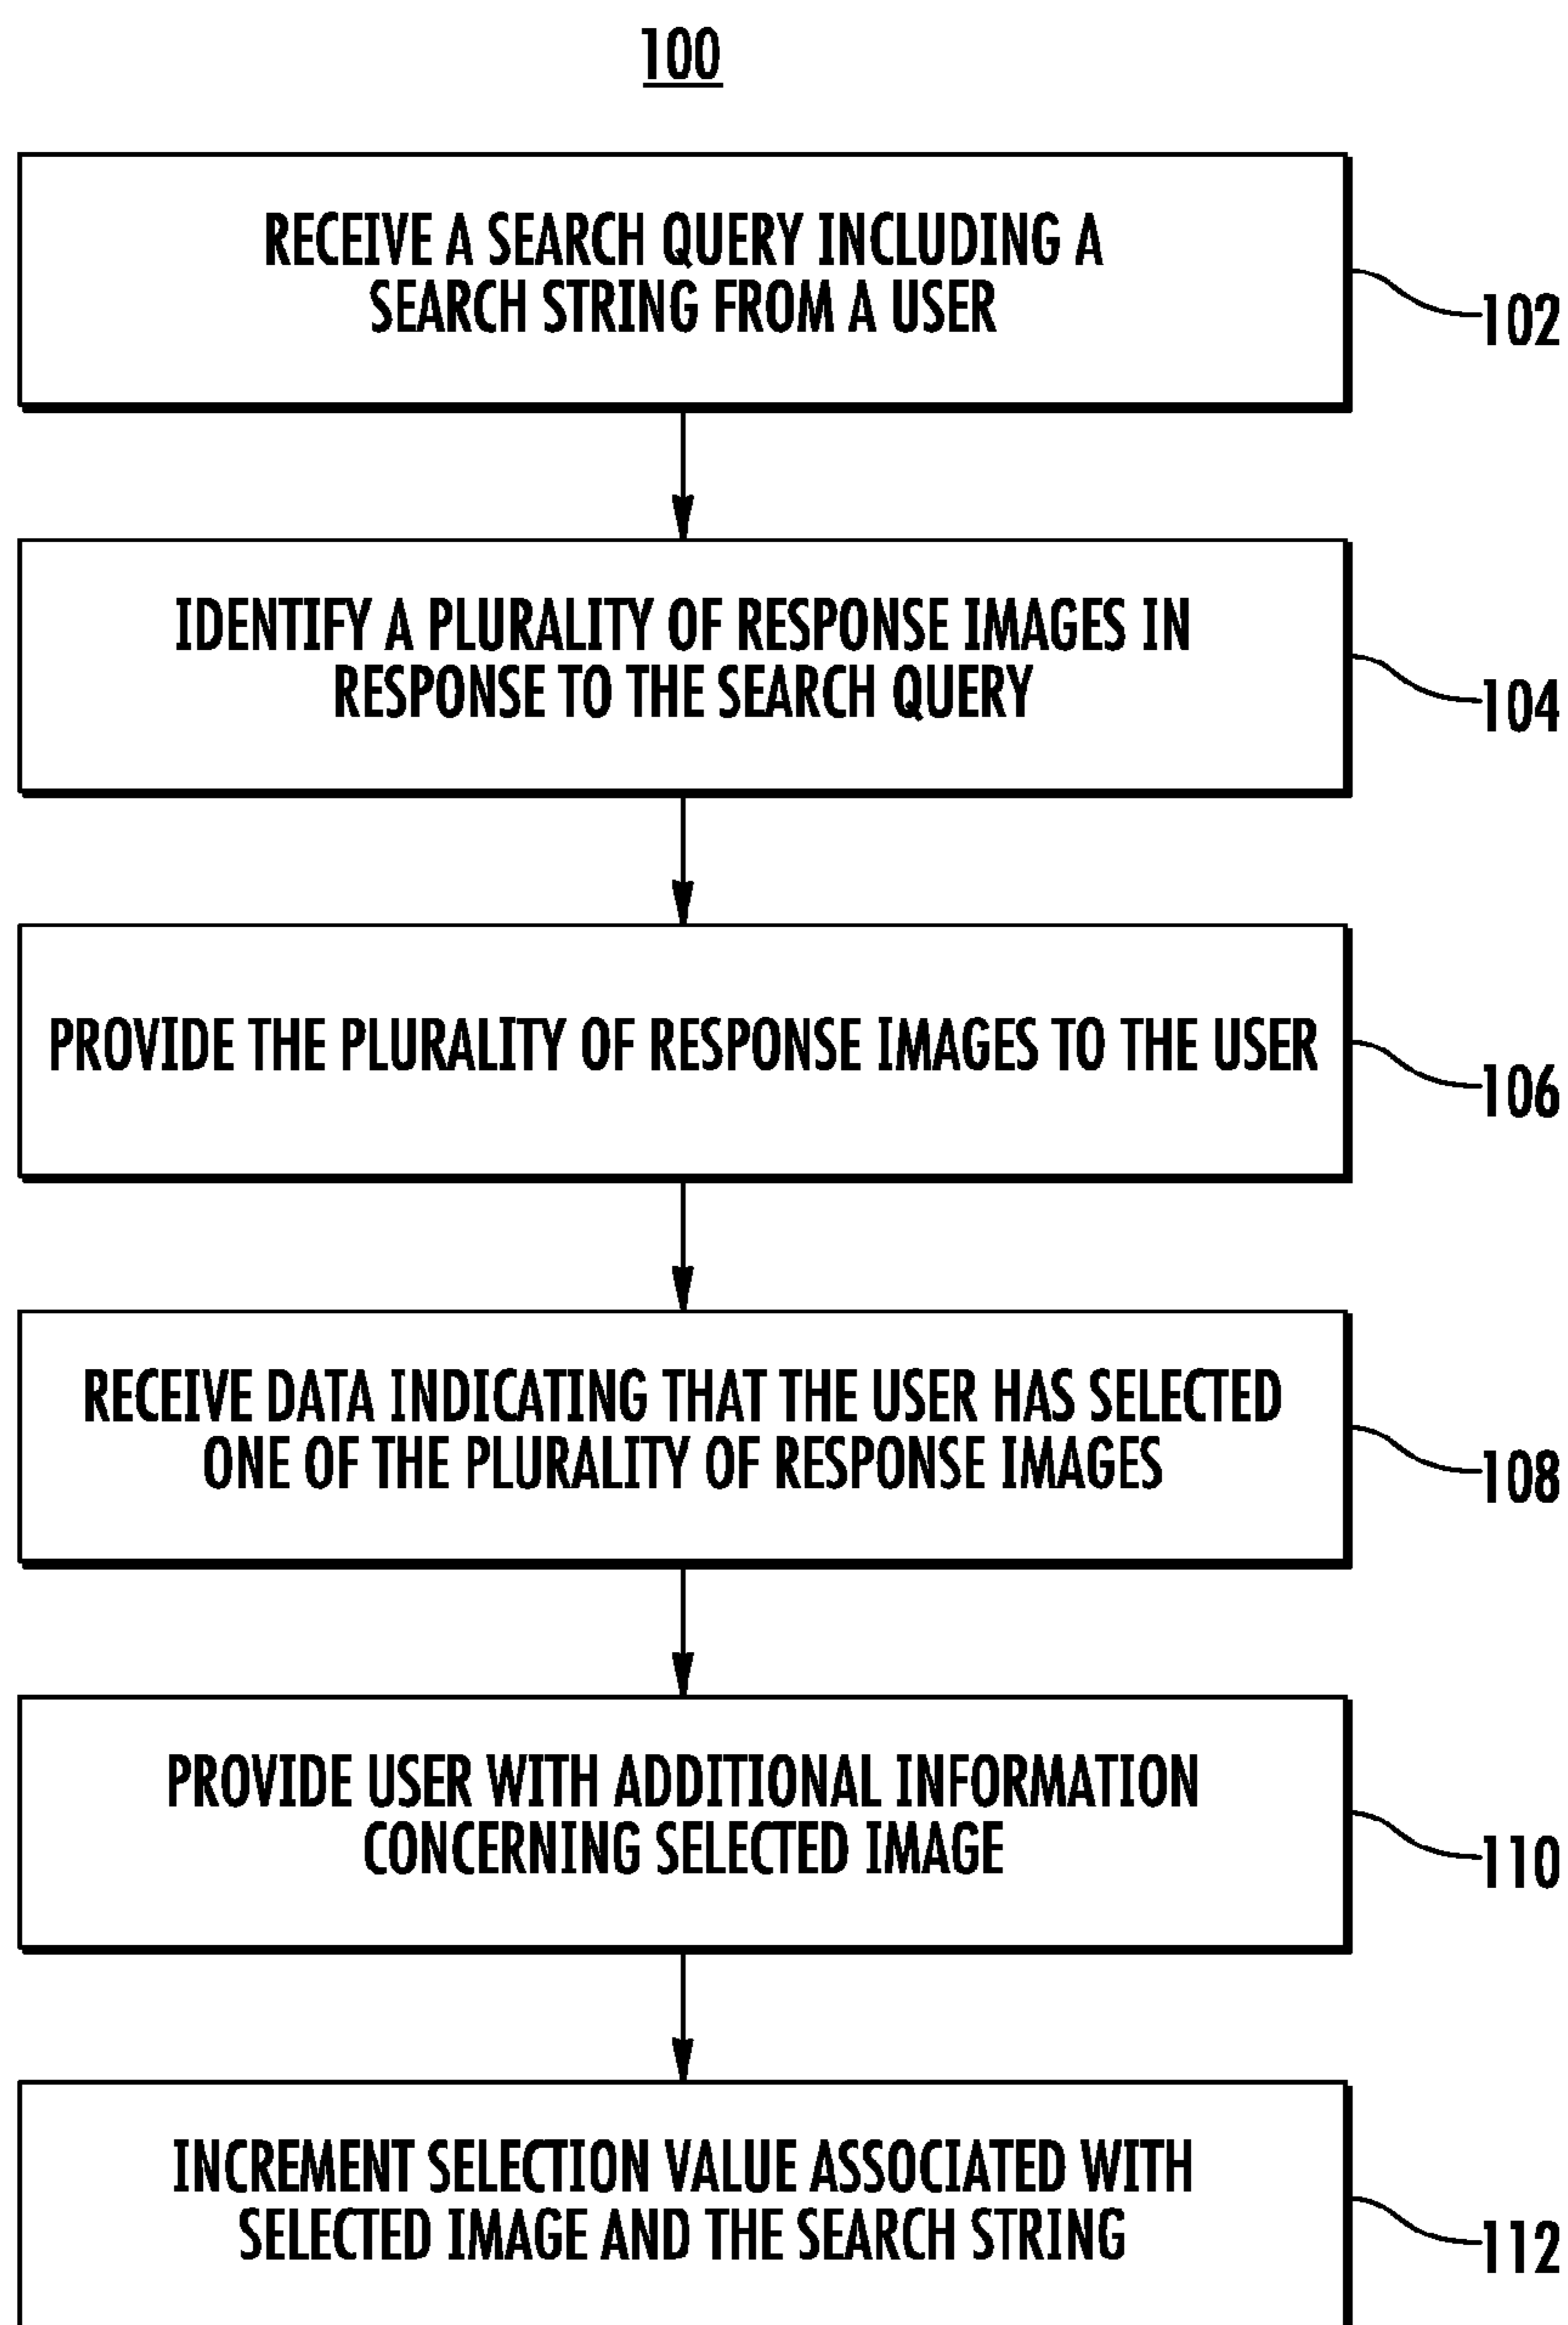 100
RECEIVE A SEARCH QUERY INCLUDING A
SEARCH STRING FROM A USER
102
IDENTIFY A PLURALITY OF RESPONSE IMAGES IN
RESPONSE TO THE SEARCH QUERY
104
PROVIDE THE PLURALITY OF RESPONSE IMAGES TO THE USER
106
RECEIVE DATA INDICATING THAT THE USER HAS SELECTED
ONE OF THE PLURALITY OF RESPONSE IMAGES
108
PROVIDE USER WITH ADDITIONAL INFORMATION
CONCERNING SELECTED IMAGE
110
INCREMENT SELECTION VALUE ASSOCIATED WITH
SELECTED IMAGE AND THE SEARCH STRING
112